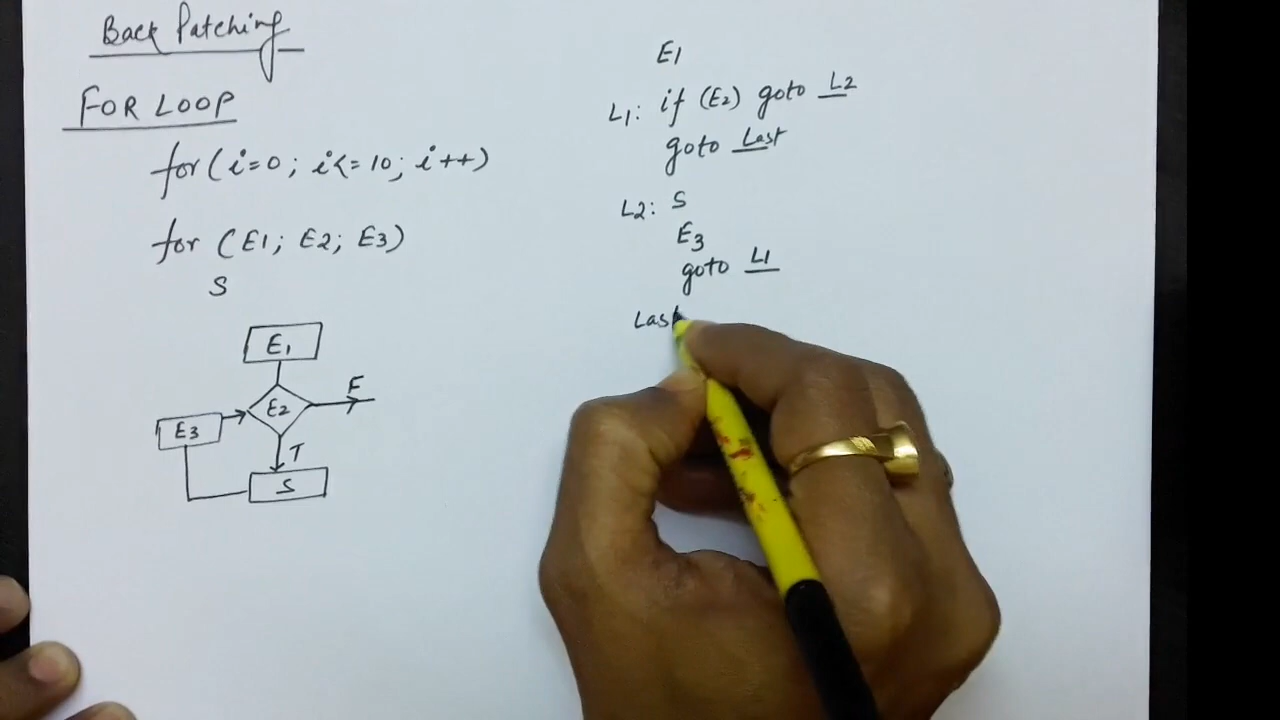 Back Patching
FOR LOOP
for (i=0; i<=10; i++)
for (E1; E2; E3)
S
E1
E2
F
E3
T
S
E1
L1: if (E2) goto L2
goto Last
L2: S
E3
goto L1
Last